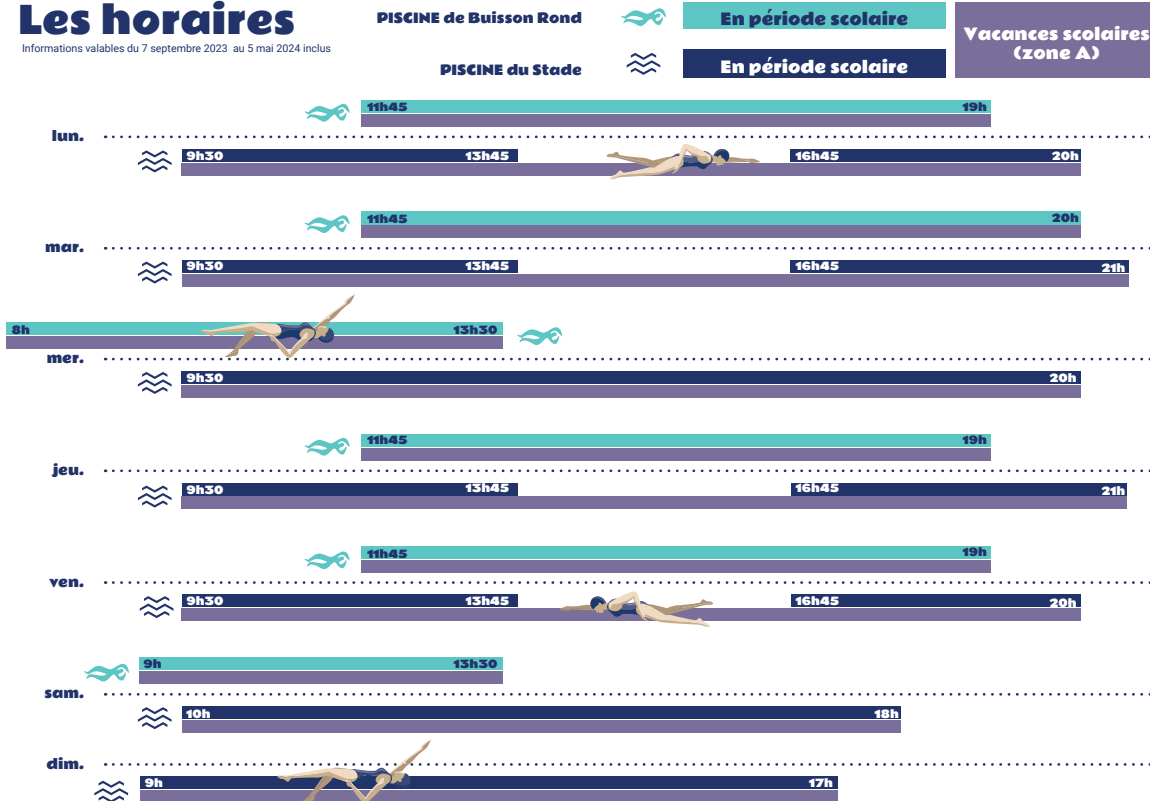 Les horaires
Informations valables du 7 septembre 2023 au 5 mai 2024 inclus
PISCINE de Buisson Rond
En période scolaire
PISCINE du Stade
En période scolaire
Vacances scolaires
(zone A)
11h45 19h
lun.
9h30 13h45 16h45 20h
11h45 20h
mar.
9h30 13h45 16h45 21h
8h 13h30
mer.
9h30 20h
11h45 19h
jeu.
9h30 13h45 16h45 21h
11h45 19h
ven.
9h30 13h45 16h45 20h
9h 13h30
sam.
10h 18h
dim.
9h 17h